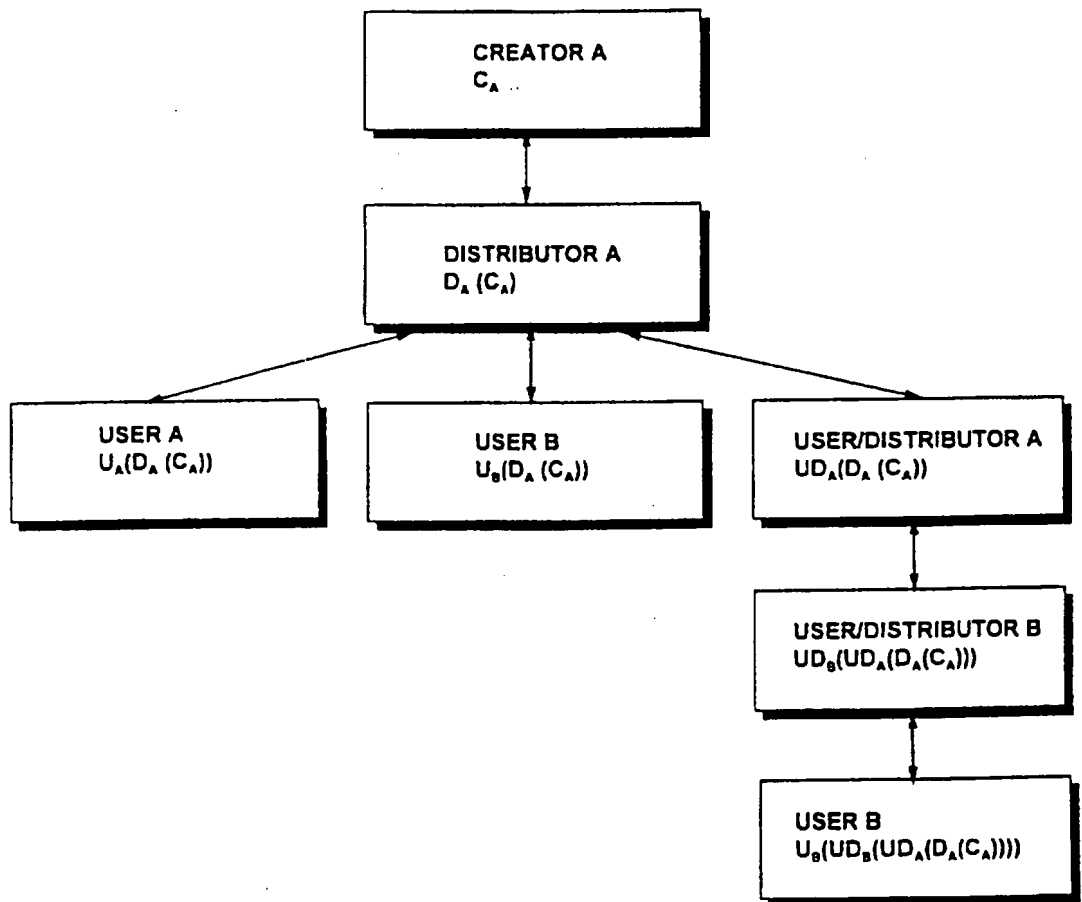 CREATOR A
C_A
DISTRIBUTOR A
D_A (C_A)
USER A
U_A(D_A (C_A))
USER B
U_B(D_A (C_A))
USER/DISTRIBUTOR A
UD_A(D_A (C_A))
USER/DISTRIBUTOR B
UD_B(UD_A(D_A(C_A)))
USER B
U_B(UD_B(UD_A(D_A(C_A))))